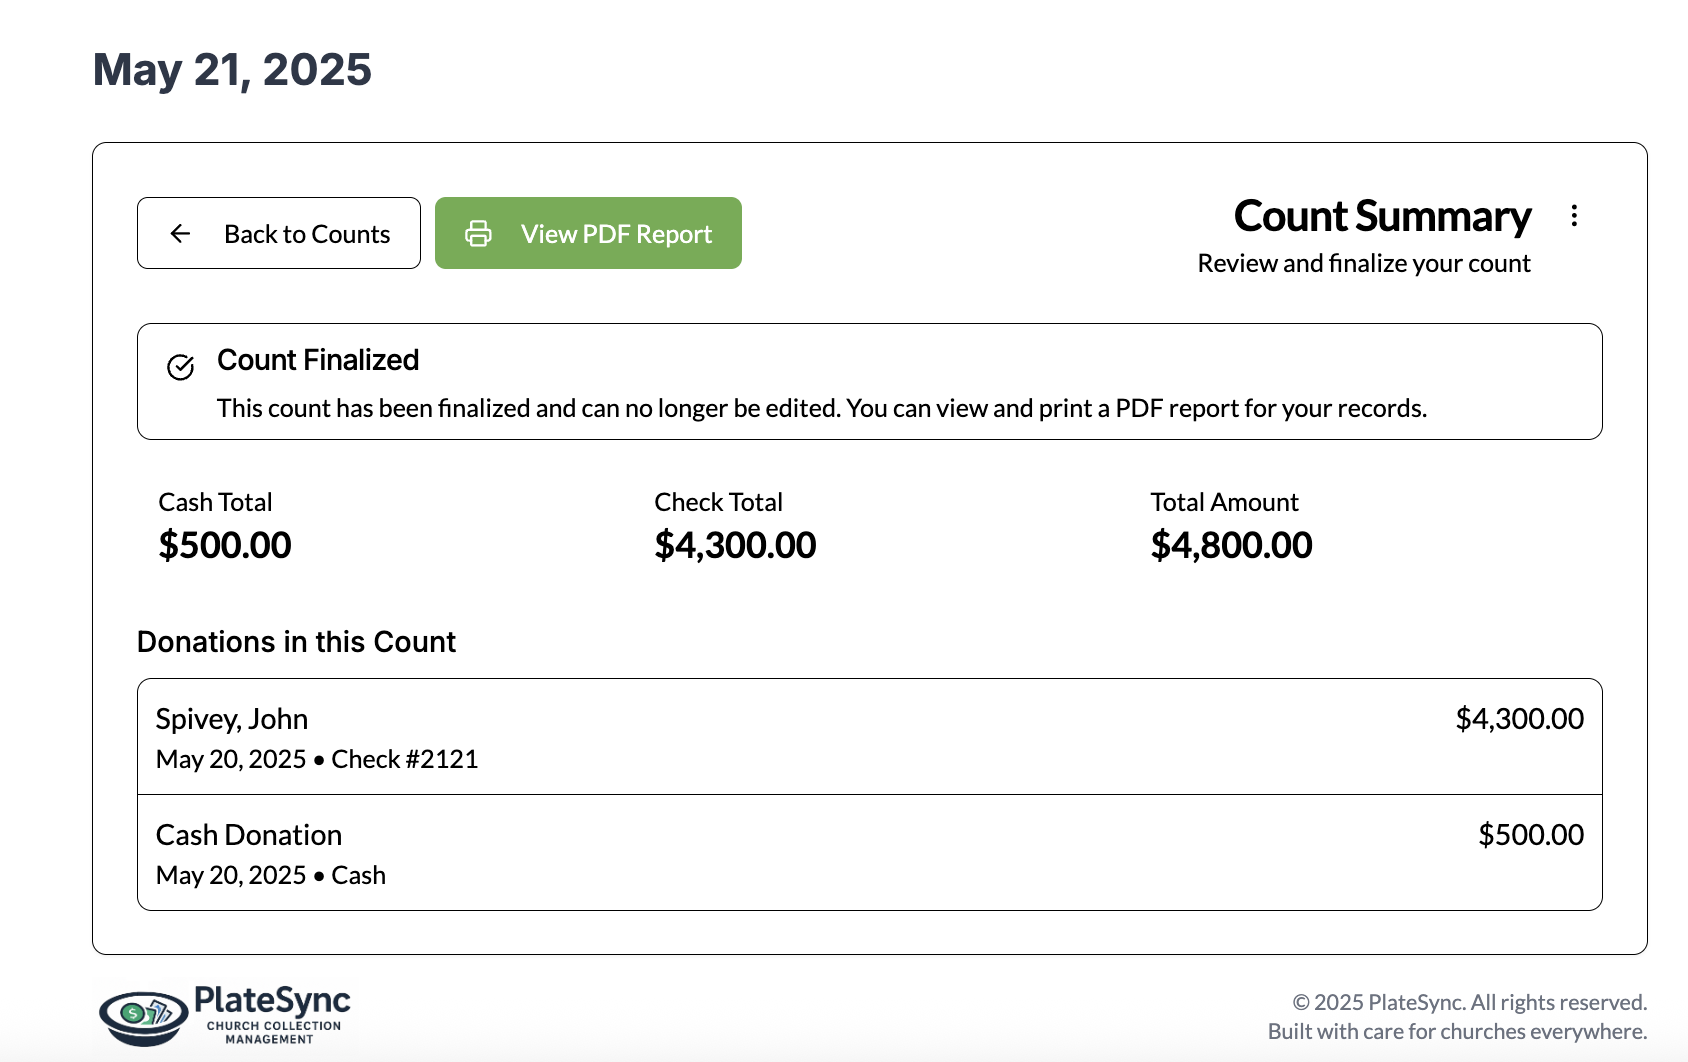 May 21, 2025
Back to Counts
View PDF Report
Count Summary
Review and finalize your count
Count Finalized
This count has been finalized and can no longer be edited. You can view and print a PDF report for your records.
Cash Total
$500.00
Check Total
$4,300.00
Total Amount
$4,800.00
Donations in this Count
Spivey, John
$4,300.00
May 20, 2025 • Check #2121
Cash Donation
$500.00
May 20, 2025 • Cash
$
PlateSync
CHURCH COLLECTION
MANAGEMENT
© 2025 PlateSync. All rights reserved.
Built with care for churches everywhere.